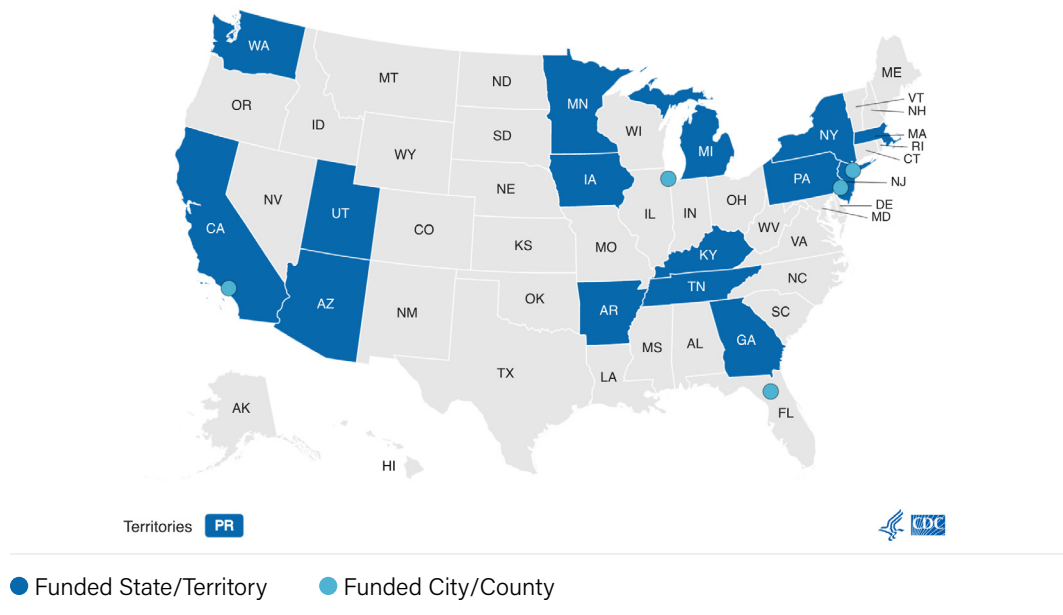 WA
MT
ND
MN
ME
VT
NH
OR
ID
SD
WI
MI
NY
MA
RI
CT
WY
IA
PA
NJ
NE
NV
UT
CO
IL
IN
OH
DE
MD
CA
KS
MO
WV
VA
KY
AZ
NM
OK
AR
TN
NC
SC
MS
AL
GA
TX
LA
FL
AK
HI
Territories PR
CDC
Funded State/Territory
Funded City/County